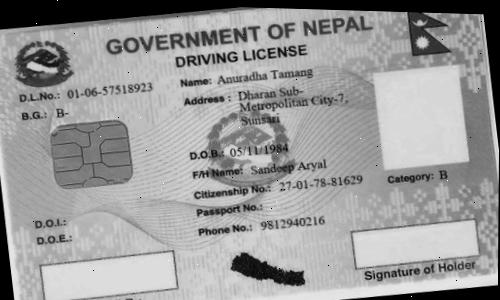 GOVERNMENT OF NEPAL
DRIVING LICENSE
D.L.No.: 01-06-57518923
B.G.: B-
Name: Anuradha Tamang
Address : Dharan Sub-
Metropolitan City-7,
Sunsari
D.O.B.: 05/11/1984
F/H Name: Sandeep Aryal
Citizenship No.: 27-01-78-81629
Passport No.:
Phone No.: 9812940216
Category: B
D.O.I.:
D.O.E.:
Signature of Holder